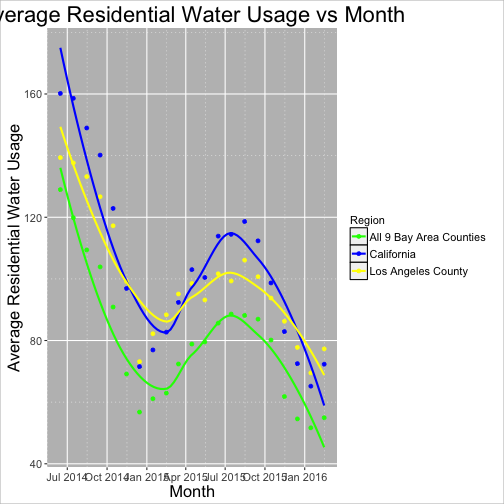 verage Residential Water Usage vs Month
Average Residential Water Usage
160
120
80
40
Jul 2014 Oct 2014 Jan 2015 Apr 2015 Jul 2015 Oct 2015 Jan 2016
Month
Region
All 9 Bay Area Counties
California
Los Angeles County